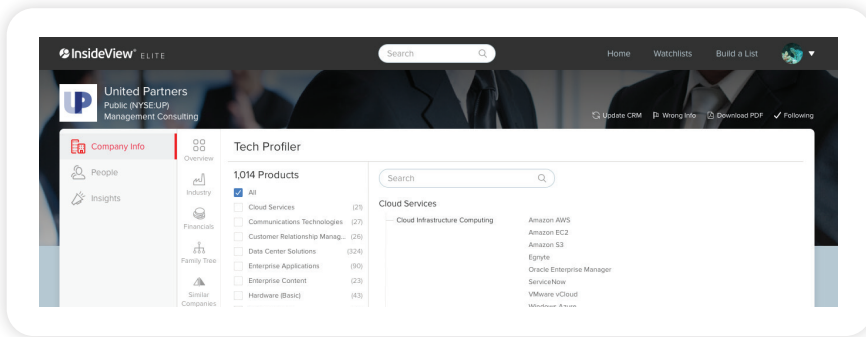 InsideView® ELITE
Search
Home
Watchlists
Build a List
United Partners
Public (NYSE:UP)
Management Consulting
Update CRM
Wrong Info
Download PDF
Following
UP
Company Info
People
Insights
Overview
Industry
Financials
Family Tree
Similar
Companies
Tech Profiler
1,014 Products
All
Cloud Services (21)
Communications Technologies (27)
Customer Relationship Manag... (26)
Data Center Solutions (324)
Enterprise Applications (90)
Enterprise Content (23)
Hardware (Basic) (43)
Search
Cloud Services
Cloud Infrastructure Computing
Amazon AWS
Amazon EC2
Amazon S3
Egnyte
Oracle Enterprise Manager
ServiceNow
VMware vCloud
Windows Azure